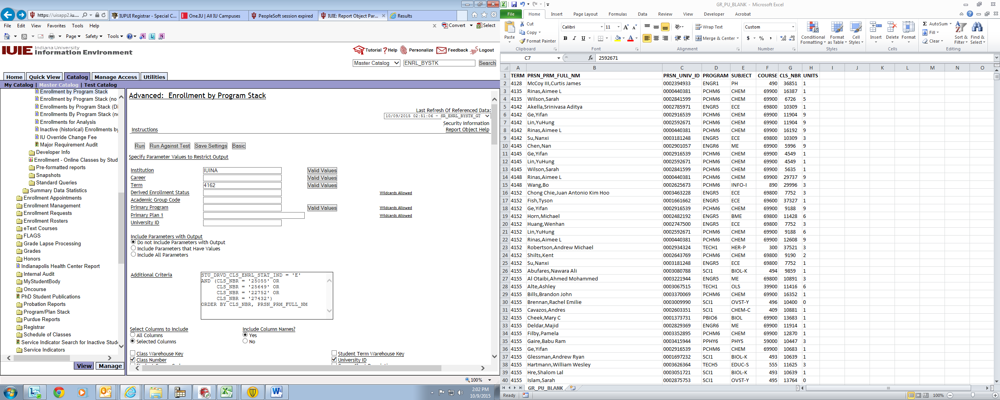 https://uisapp2.iu....
IUPUI Registrar - Special C...
One.IU | All IU Campuses
PeopleSoft session expired
IUIE: Report Object Par...
Results
File Edit View Favorites Tools Help
Convert Select
Page Safety Tools
IUIE Indiana University
Information Environment
Tutorial Help Personalize Feedback Logout
Master Catalog ENRL_BYSTK Search
Home Quick View Catalog Manage Access Utilities
My Catalog | Master Catalog | Test Catalog
Enrollment by Program Stack
Enrollment by Program Stack (no
Enrollments by Program Stack (Di
Enrollments By Program Stack (no
Enrollments for Analysis
Inactive (historical) Enrollments by
IU Override Change Fee
Major Requirement Audit
Developer Info
Enrollment - Online Classes by Stud
Pre-formatted reports
Snapshots
Standard Queries
Summary Data Statistics
Enrollment Appointments
Enrollment Management
Enrollment Requests
Enrollment Rosters
eText Courses
FLAGS
Grade Lapse Processing
Grades
Honors
Indianapolis Health Center Report
Internal Audit
MyStudentBody
Oncourse
PhD Student Publications
Probation Reports
Program/Plan Stack
Purdue Reports
Registrar
Schedule of Classes
Service Indicator Search for Inactive Stude
Service Indicators
View Manage
Advanced: Enrollment by Program Stack
Last Refresh Of Referenced Data:
10/09/2015 02:51:06 - SR_ENRL_BYSTK_GT
Security Information
Instructions Report Object Help
Run Run Against Test Save Settings Basic
Specify Parameter Values to Restrict Output
Institution IUINA Valid Values
Career Valid Values
Term 4162 Valid Values
Derived Enrollment Status Wildcards Allowed
Academic Group Code
Primary Program Valid Values Wildcards Allowed
Primary Plan 1 Wildcards Allowed
University ID
Include Parameters with Output
Do not Include Parameters with Output
Include Parameters that Have Values
Include All Parameters
Additional Criteria
STU_DRVD_CLS_ENRL_STAT_IND = 'E'
AND (CLS_NBR = '25055' OR
CLS_NBR = '25649' OR
CLS_NBR = '22752' OR
CLS_NBR = '27432')
ORDER BY CLS_NBR, PRSN_PRM_FULL_NM
Select Columns to Include Include Column Names?
All Columns Yes
Selected Columns No
Class Warehouse Key Student Term Warehouse Key
Class Number University ID
100%
2:02 PM
10/9/2015
GR_PU_BLANK - Microsoft Excel
File Home Insert Page Layout Formulas Data Review View Developer Acrobat
Paste Cut Copy Format Painter Clipboard
Calibri 11 B I U Font
Wrap Text Merge & Center Alignment
Custom $ % , Number
Conditional Formatting Format as Table Cell Styles Styles
Insert Delete Format Cells
AutoSum Fill Clear Sort & Filter Find & Select Editing
C7 fx 2592671
A B C D E F G H I J K L M N O
1 TERM PRSN_PRM_FULL_NM PRSN_UNIV_ID PROGRAM SUBJECT COURSE CLS_NBR UNITS
2 4128 McCoy III,Curtis James 0002394933 ENGR1 PH 490 36851 1
3 4135 Rinas,Aimee L 0000440381 PCHM6 CHEM 69900 16387 1
4 4135 Wilson,Sarah 0002841599 PCHM6 CHEM 69900 6726 5
5 4142 Akella,Srinivasa Aditya 0002785971 ENGR5 ECE 69800 10309 1
6 4142 Ge,Yifan 0002916539 PCHM6 CHEM 69900 11904 9
7 4142 Lin,YuHung 0002592671 PCHM6 CHEM 69900 11904 9
8 4142 Rinas,Aimee L 0000440381 PCHM6 CHEM 69900 16192 9
9 4142 Su,Nanxi 0003181248 ENGR5 ECE 69800 10309 3
10 4145 Chen,Nan 0002901057 ENGR6 ME 69900 5996 9
11 4145 Ge,Yifan 0002916539 PCHM6 CHEM 69900 4549 1
12 4145 Lin,YuHung 0002592671 PCHM6 CHEM 69900 4549 1
13 4145 Wilson,Sarah 0002841599 PCHM6 CHEM 69900 5635 1
14 4148 Rinas,Aimee L 0000440381 PCHM6 CHEM 69900 29737 9
15 4148 Wang,Bo 0002625673 PCHM6 INFO-I 890 29996 3
16 4152 Chong Chie,Juan Antonio Kim Hoo 0003463228 ENGR5 ECE 69800 7752 3
17 4152 Fish,Tyson 0001661662 ENGR5 ECE 69600 37327 1
18 4152 Ge,Yifan 0002916539 PCHM6 CHEM 69900 9188 9
19 4152 Horn,Michael 0002482192 ENGR5 BME 69800 11428 6
20 4152 Huang,Wenhan 0002747500 ENGR5 ECE 69800 7752 3
21 4152 Lin,YuHung 0002592671 PCHM6 CHEM 69900 9188 6
22 4152 Rinas,Aimee L 0000440381 PCHM6 CHEM 69900 12608 9
23 4152 Robertson,Andrew Michael 0002934324 TECH1 HER-P 300 37521 3
24 4152 Shilts,Kent 0002643769 PCHM6 CHEM 69800 9190 2
25 4152 Su,Nanxi 0003181248 ENGR5 ECE 69800 7752 1
26 4155 Abufares,Nawara Ali 0003080788 SCI1 BIOL-K 494 9859 1
27 4155 Al Otaibi,Ahmed Mohammed 0003221944 ENGR5 ME 69800 10891 3
28 4155 Alte,Ashley 0003067515 TECH1 OLS 39900 11416 6
29 4155 Bills,Brandon John 0003370069 PCHM6 CHEM 69900 16352 1
30 4155 Brennan,Rachel Emilie 0003009990 SCI1 OVST-Y 496 10400 0
31 4155 Cavazos,Andres 0002603351 SCI1 CHEM-C 409 10881 1
32 4155 Cheek,Mary C 0001373731 PBIO6 BIOL 69900 13683 1
33 4155 Deldar,Majid 0002829369 ENGR6 ME 69900 11914 1
34 4155 Filby,Pamela 0003352895 PCHM6 CHEM 69900 12870 1
35 4155 Gaire,Babu Ram 0003415944 PPHY6 PHYS 59000 10447 3
36 4155 Ge,Yifan 0002916539 PCHM6 CHEM 69900 10683 1
37 4155 Glessman,Andrew Ryan 0001697232 SCI1 BIOL-K 493 10639 1
38 4155 Hartmann,William Wesley 0003626364 TECH5 EDUC-S 555 11625 3
39 4155 Hre,Shalom Lal 0003051721 SCI1 BIOL-K 493 10639 1
40 4155 Islam,Sarah 0002875753 SCI1 OVST-Y 495 13764 0
GR_PU_BLANK
Ready 100%